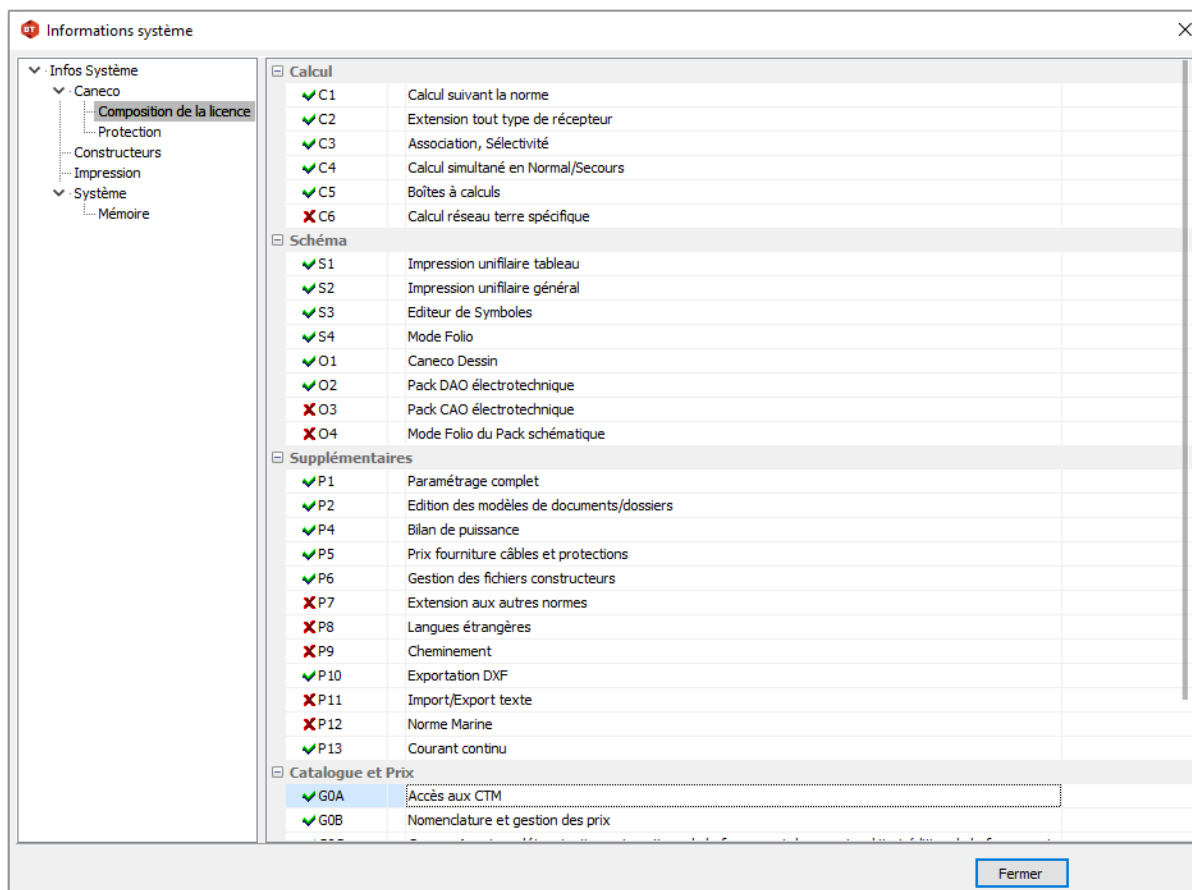 BT Informations système
Infos Système
Caneco
Composition de la licence
Protection
Constructeurs
Impression
Système
Mémoire
Calcul
C1 Calcul suivant la norme
C2 Extension tout type de récepteur
C3 Association, Sélectivité
C4 Calcul simultané en Normal/Secours
C5 Boîtes à calculs
C6 Calcul réseau terre spécifique
Schéma
S1 Impression unifilaire tableau
S2 Impression unifilaire général
S3 Editeur de Symboles
S4 Mode Folio
O1 Caneco Dessin
O2 Pack DAO électrotechnique
O3 Pack CAO électrotechnique
O4 Mode Folio du Pack schématique
Supplémentaires
P1 Paramétrage complet
P2 Edition des modèles de documents/dossiers
P4 Bilan de puissance
P5 Prix fourniture câbles et protections
P6 Gestion des fichiers constructeurs
P7 Extension aux autres normes
P8 Langues étrangères
P9 Cheminement
P10 Exportation DXF
P11 Import/Export texte
P12 Norme Marine
P13 Courant continu
Catalogue et Prix
G0A Accès aux CTM
G0B Nomenclature et gestion des prix
Fermer